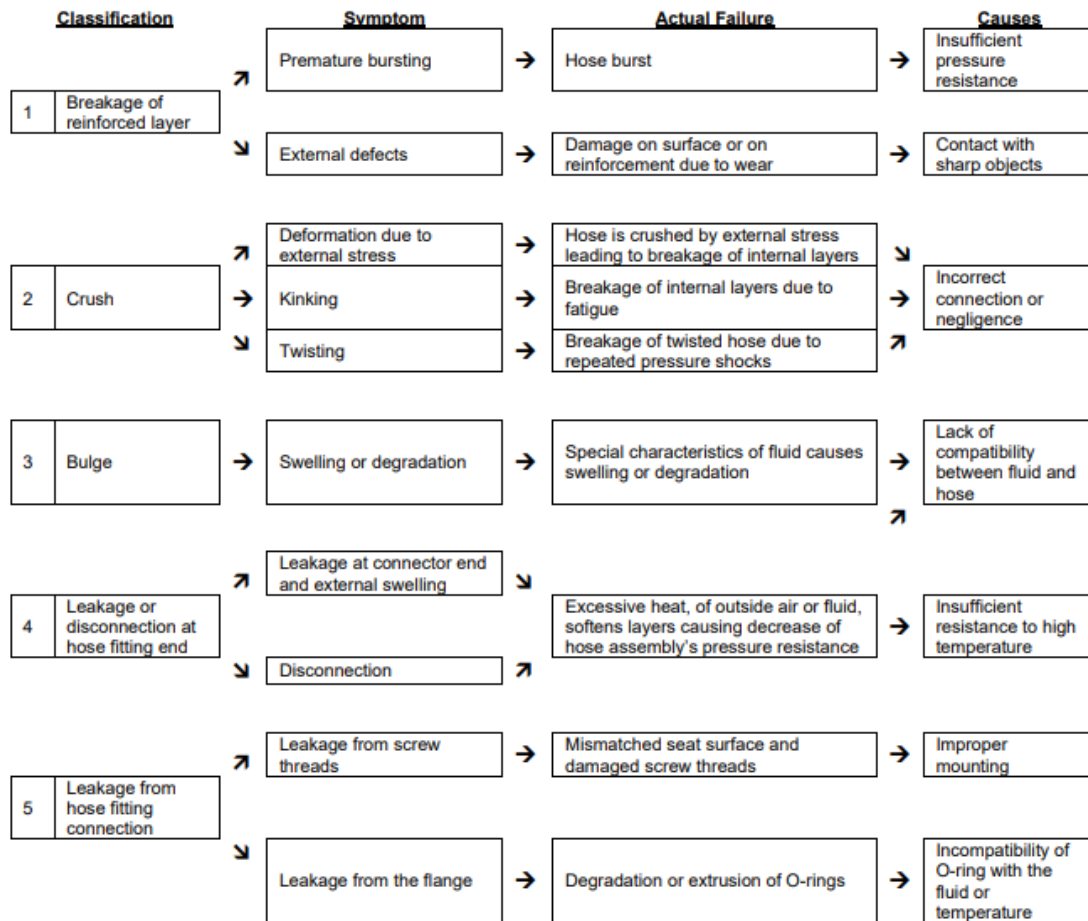 Classification Symptom Actual Failure Causes
Premature bursting → Hose burst → Insufficient
pressure
resistance
↗
1 Breakage of
reinforced layer
↘
External defects → Damage on surface or on
reinforcement due to wear → Contact with
sharp objects
↗ Deformation due to
external stress → Hose is crushed by external stress
leading to breakage of internal layers ↘
2 Crush → Kinking → Breakage of internal layers due to
fatigue → Incorrect
connection or
negligence
↘ Twisting → Breakage of twisted hose due to
repeated pressure shocks ↗
3 Bulge → Swelling or degradation → Special characteristics of fluid causes
swelling or degradation → Lack of
compatibility
between fluid and
hose
↗
↗ Leakage at connector end
and external swelling ↘
4 Leakage or
disconnection at
hose fitting end
Excessive heat, of outside air or fluid,
softens layers causing decrease of
hose assembly's pressure resistance → Insufficient
resistance to high
temperature
↘ Disconnection ↗
↗ Leakage from screw
threads → Mismatched seat surface and
damaged screw threads → Improper
mounting
5 Leakage from
hose fitting
connection
↘ Leakage from the flange → Degradation or extrusion of O-rings → Incompatibility of
O-ring with the
fluid or
temperature